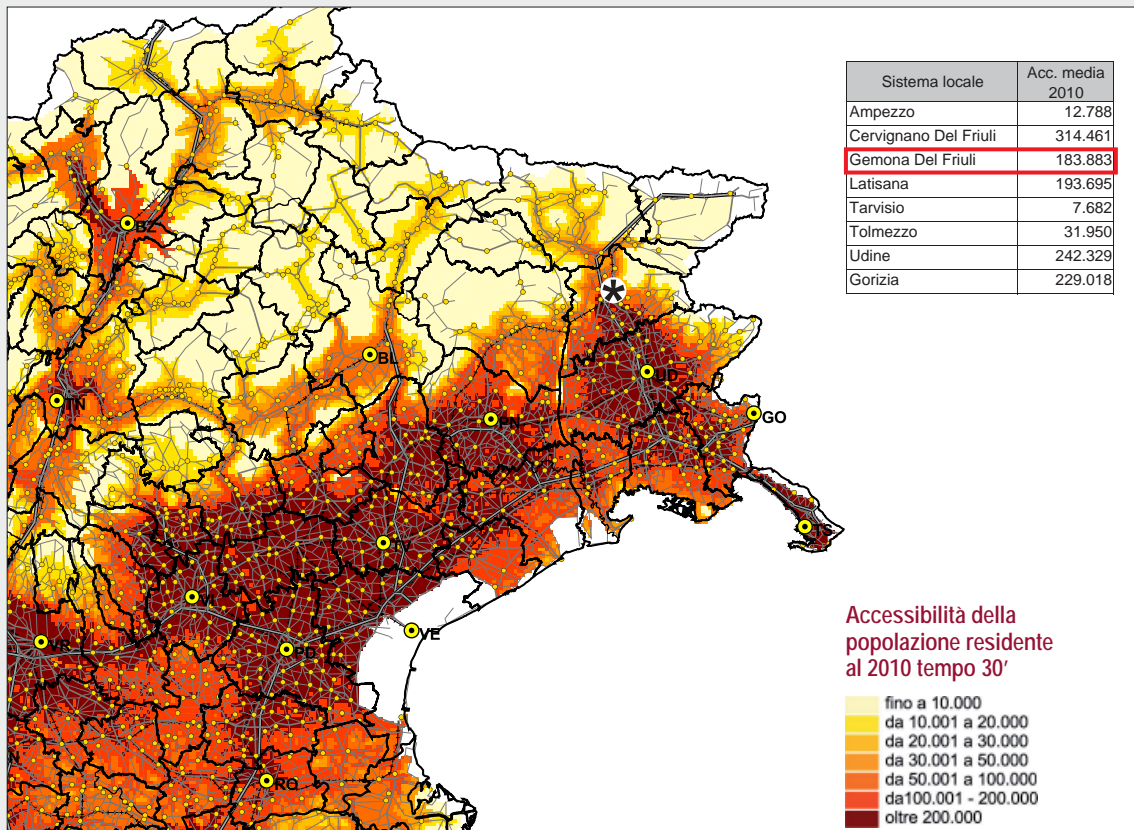 Sistema locale Acc. media 2010
Ampezzo 12.788
Cervignano Del Friuli 314.461
Gemona Del Friuli 183.883
Latisana 193.695
Tarvisio 7.682
Tolmezzo 31.950
Udine 242.329
Gorizia 229.018
BZ
*
BL
UD
TN
PN
GO
TS
VI
VE
VR
PD
RO
Accessibilità della
popolazione residente
al 2010 tempo 30'
fino a 10.000
da 10.001 a 20.000
da 20.001 a 30.000
da 30.001 a 50.000
da 50.001 a 100.000
da100.001 - 200.000
oltre 200.000